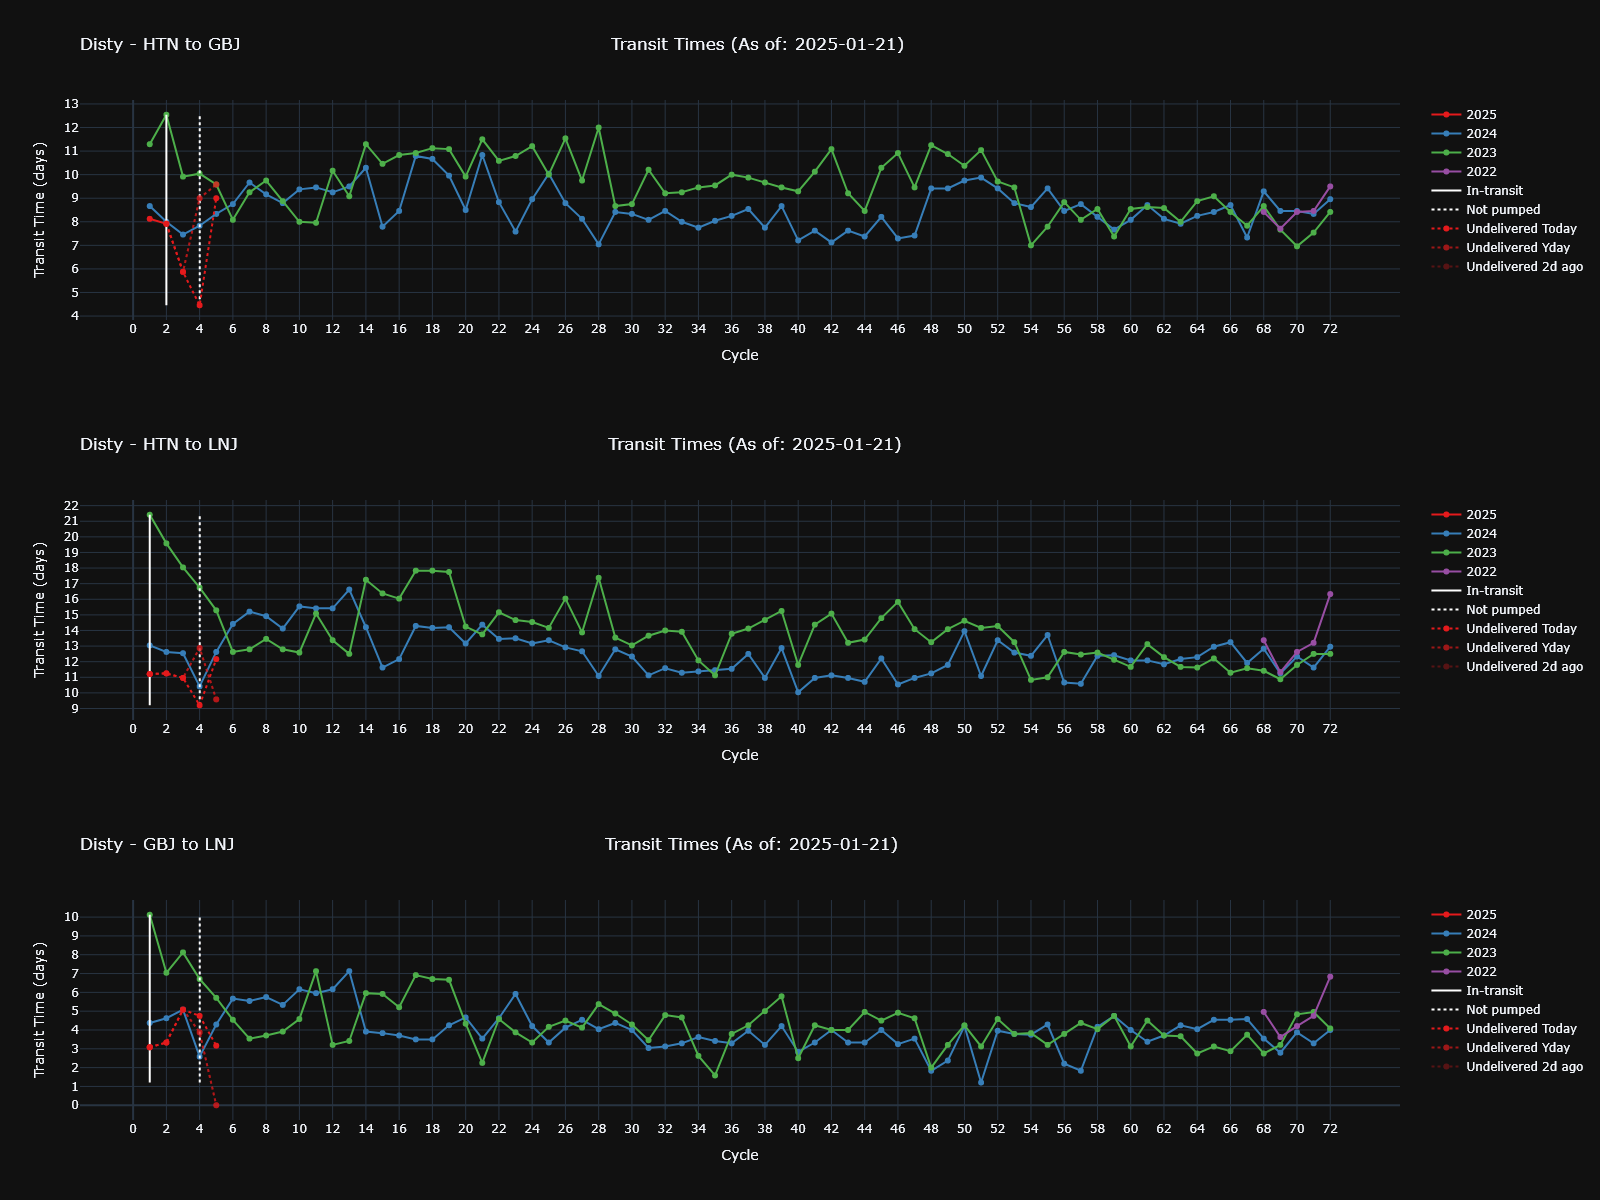 Disty - HTN to GBJ
Transit Times (As of: 2025-01-21)
Transit Time (days)
13
12
11
10
9
8
7
6
5
4
0 2 4 6 8 10 12 14 16 18 20 22 24 26 28 30 32 34 36 38 40 42 44 46 48 50 52 54 56 58 60 62 64 66 68 70 72
Cycle
2025
2024
2023
2022
In-transit
Not pumped
Undelivered Today
Undelivered Yday
Undelivered 2d ago
Disty - HTN to LNJ
Transit Times (As of: 2025-01-21)
Transit Time (days)
22
21
20
19
18
17
16
15
14
13
12
11
10
9
0 2 4 6 8 10 12 14 16 18 20 22 24 26 28 30 32 34 36 38 40 42 44 46 48 50 52 54 56 58 60 62 64 66 68 70 72
Cycle
2025
2024
2023
2022
In-transit
Not pumped
Undelivered Today
Undelivered Yday
Undelivered 2d ago
Disty - GBJ to LNJ
Transit Times (As of: 2025-01-21)
Transit Time (days)
10
9
8
7
6
5
4
3
2
1
0
0 2 4 6 8 10 12 14 16 18 20 22 24 26 28 30 32 34 36 38 40 42 44 46 48 50 52 54 56 58 60 62 64 66 68 70 72
Cycle
2025
2024
2023
2022
In-transit
Not pumped
Undelivered Today
Undelivered Yday
Undelivered 2d ago